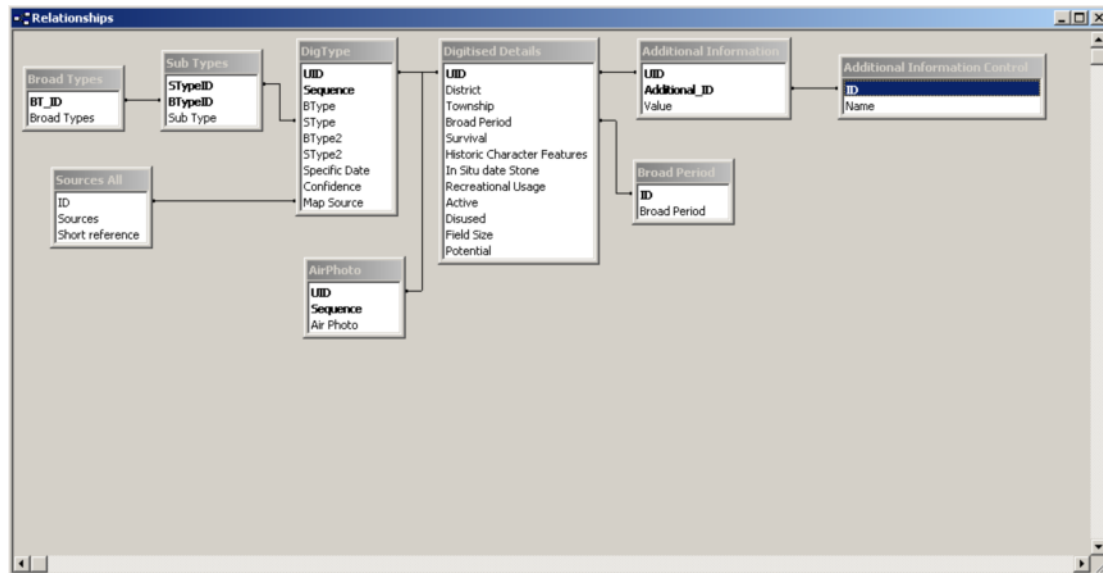 Relationships
Broad Types
BT_ID
Broad Types
Sub Types
STypeID
BTypeID
Sub Type
DigType
UID
Sequence
BType
SType
BType2
SType2
Specific Date
Confidence
Map Source
Digitised Details
UID
District
Township
Broad Period
Survival
Historic Character Features
In Situ date Stone
Recreational Usage
Active
Disused
Field Size
Potential
Additional Information
UID
Additional_ID
Value
Additional Information Control
ID
Name
Sources All
ID
Sources
Short reference
Broad Period
ID
Broad Period
AirPhoto
UID
Sequence
Air Photo